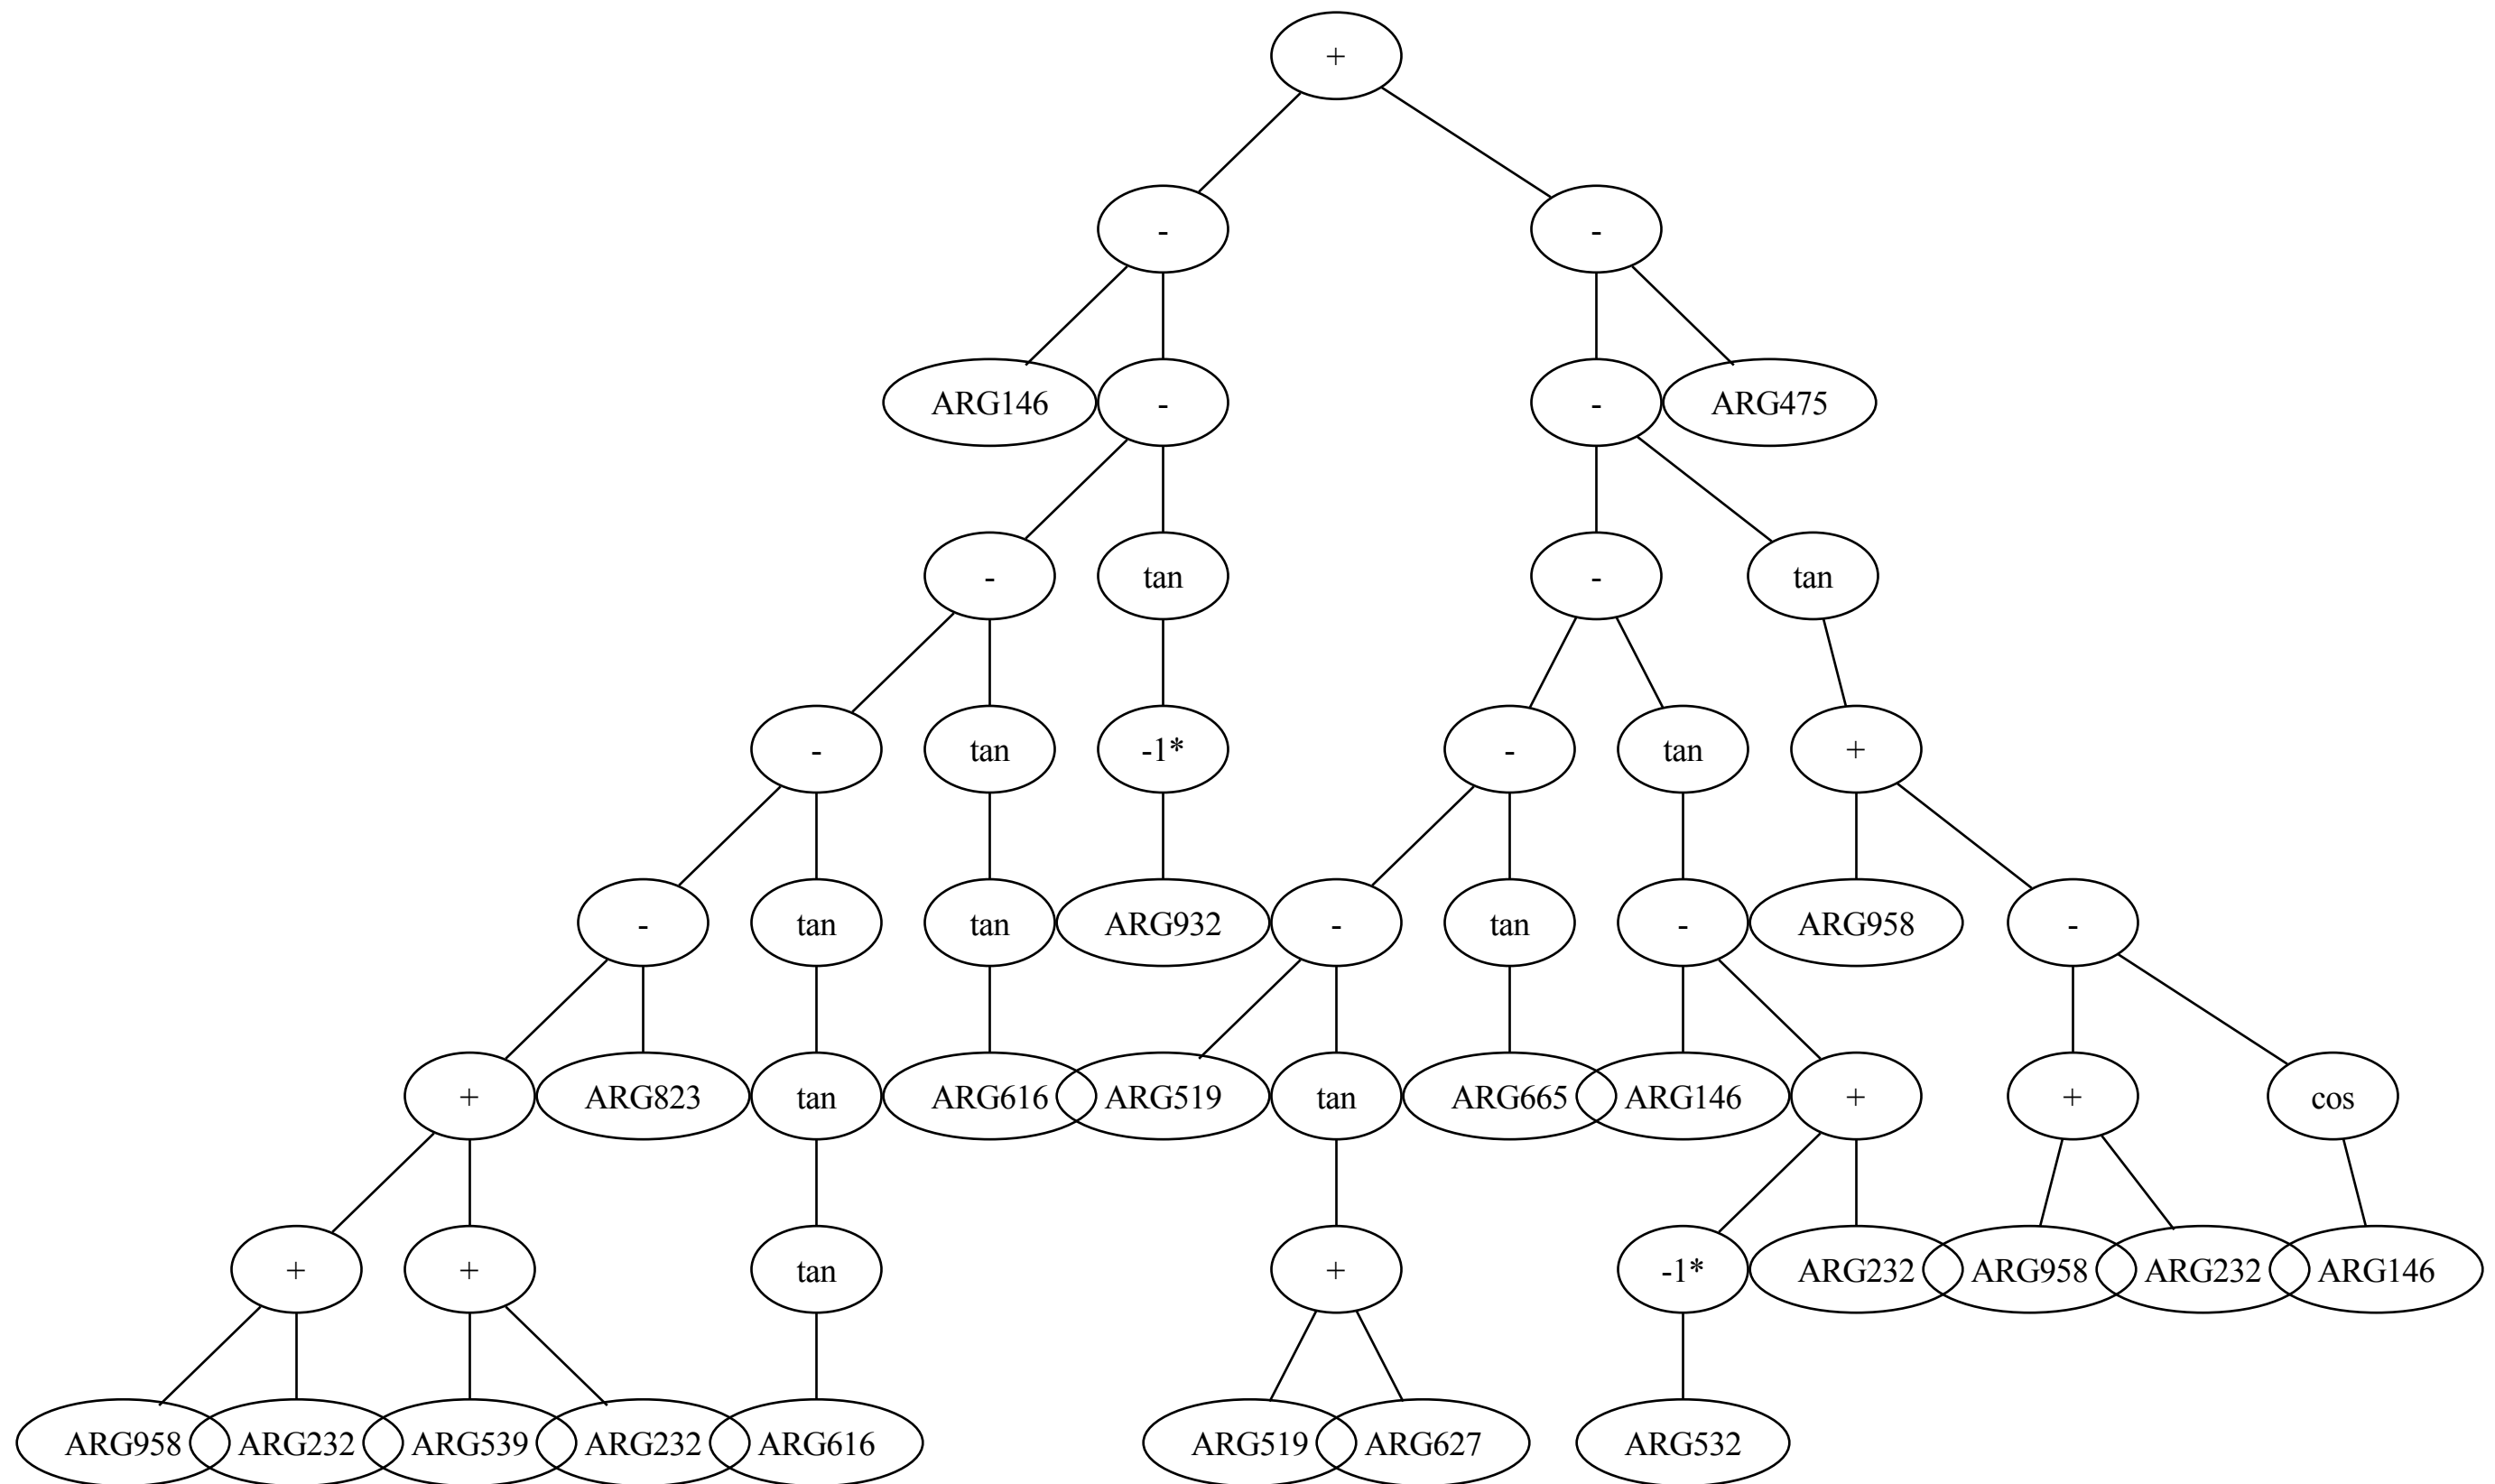 +
- -
ARG146 - - ARG475
- tan - tan
- tan -1* - tan +
- tan tan ARG932 - tan - ARG958 -
+ ARG823 tan ARG616 ARG519 tan ARG665 ARG146 + + cos
+ + tan + -1* ARG232 ARG958 ARG232 ARG146
ARG958 ARG232 ARG539 ARG232 ARG616 ARG519 ARG627 ARG532